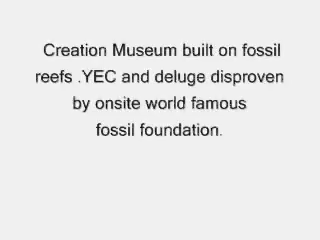 Creation Museum built on fossil
reefs .YEC and deluge disproven
by onsite world famous
fossil foundation.